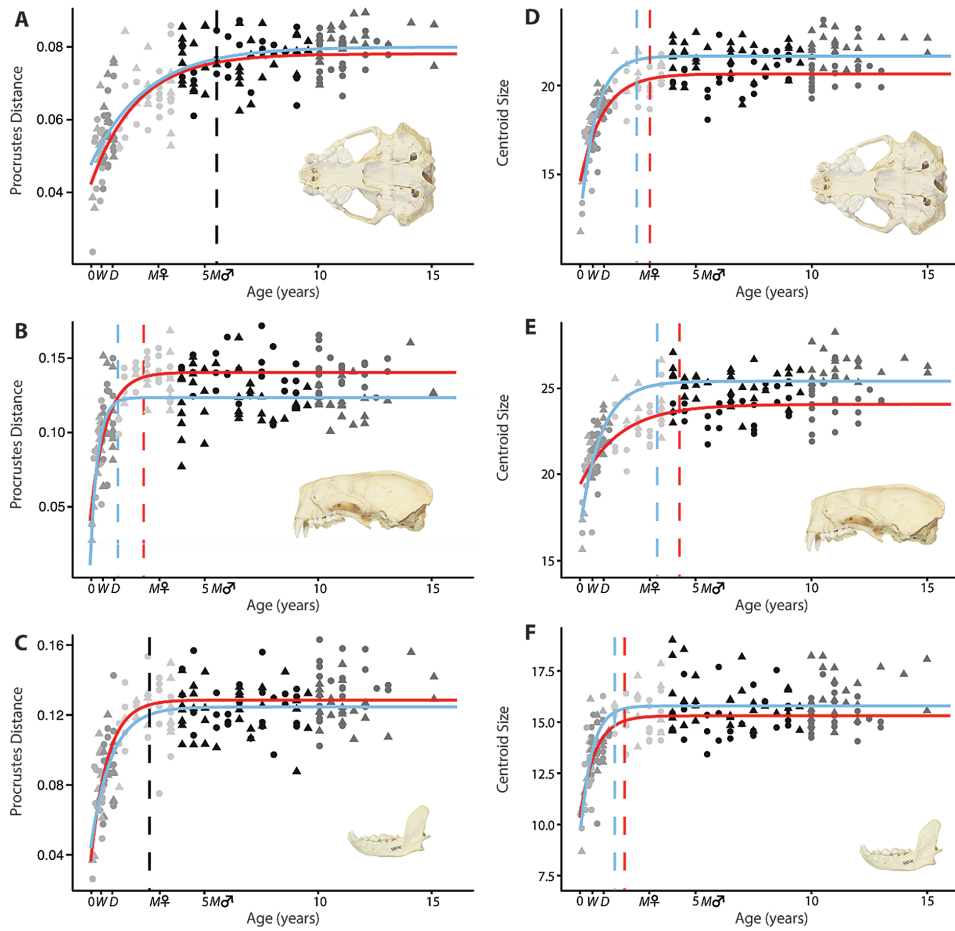 A
Procrustes Distance
0.08
0.06
0.04
0 W D M♀ 5 M♂ 10 15
Age (years)
D
Centroid Size
20
15
0 W D M♀ 5 M♂ 10 15
Age (years)
B
Procrustes Distance
0.15
0.10
0.05
0 W D M♀ 5 M♂ 10 15
Age (years)
E
Centroid Size
25
20
15
0 W D M♀ 5 M♂ 10 15
Age (years)
C
Procrustes Distance
0.16
0.12
0.08
0.04
0 W D M♀ 5 M♂ 10 15
Age (years)
F
Centroid Size
17.5
15.0
12.5
10.0
7.5
0 W D M♀ 5 M♂ 10 15
Age (years)